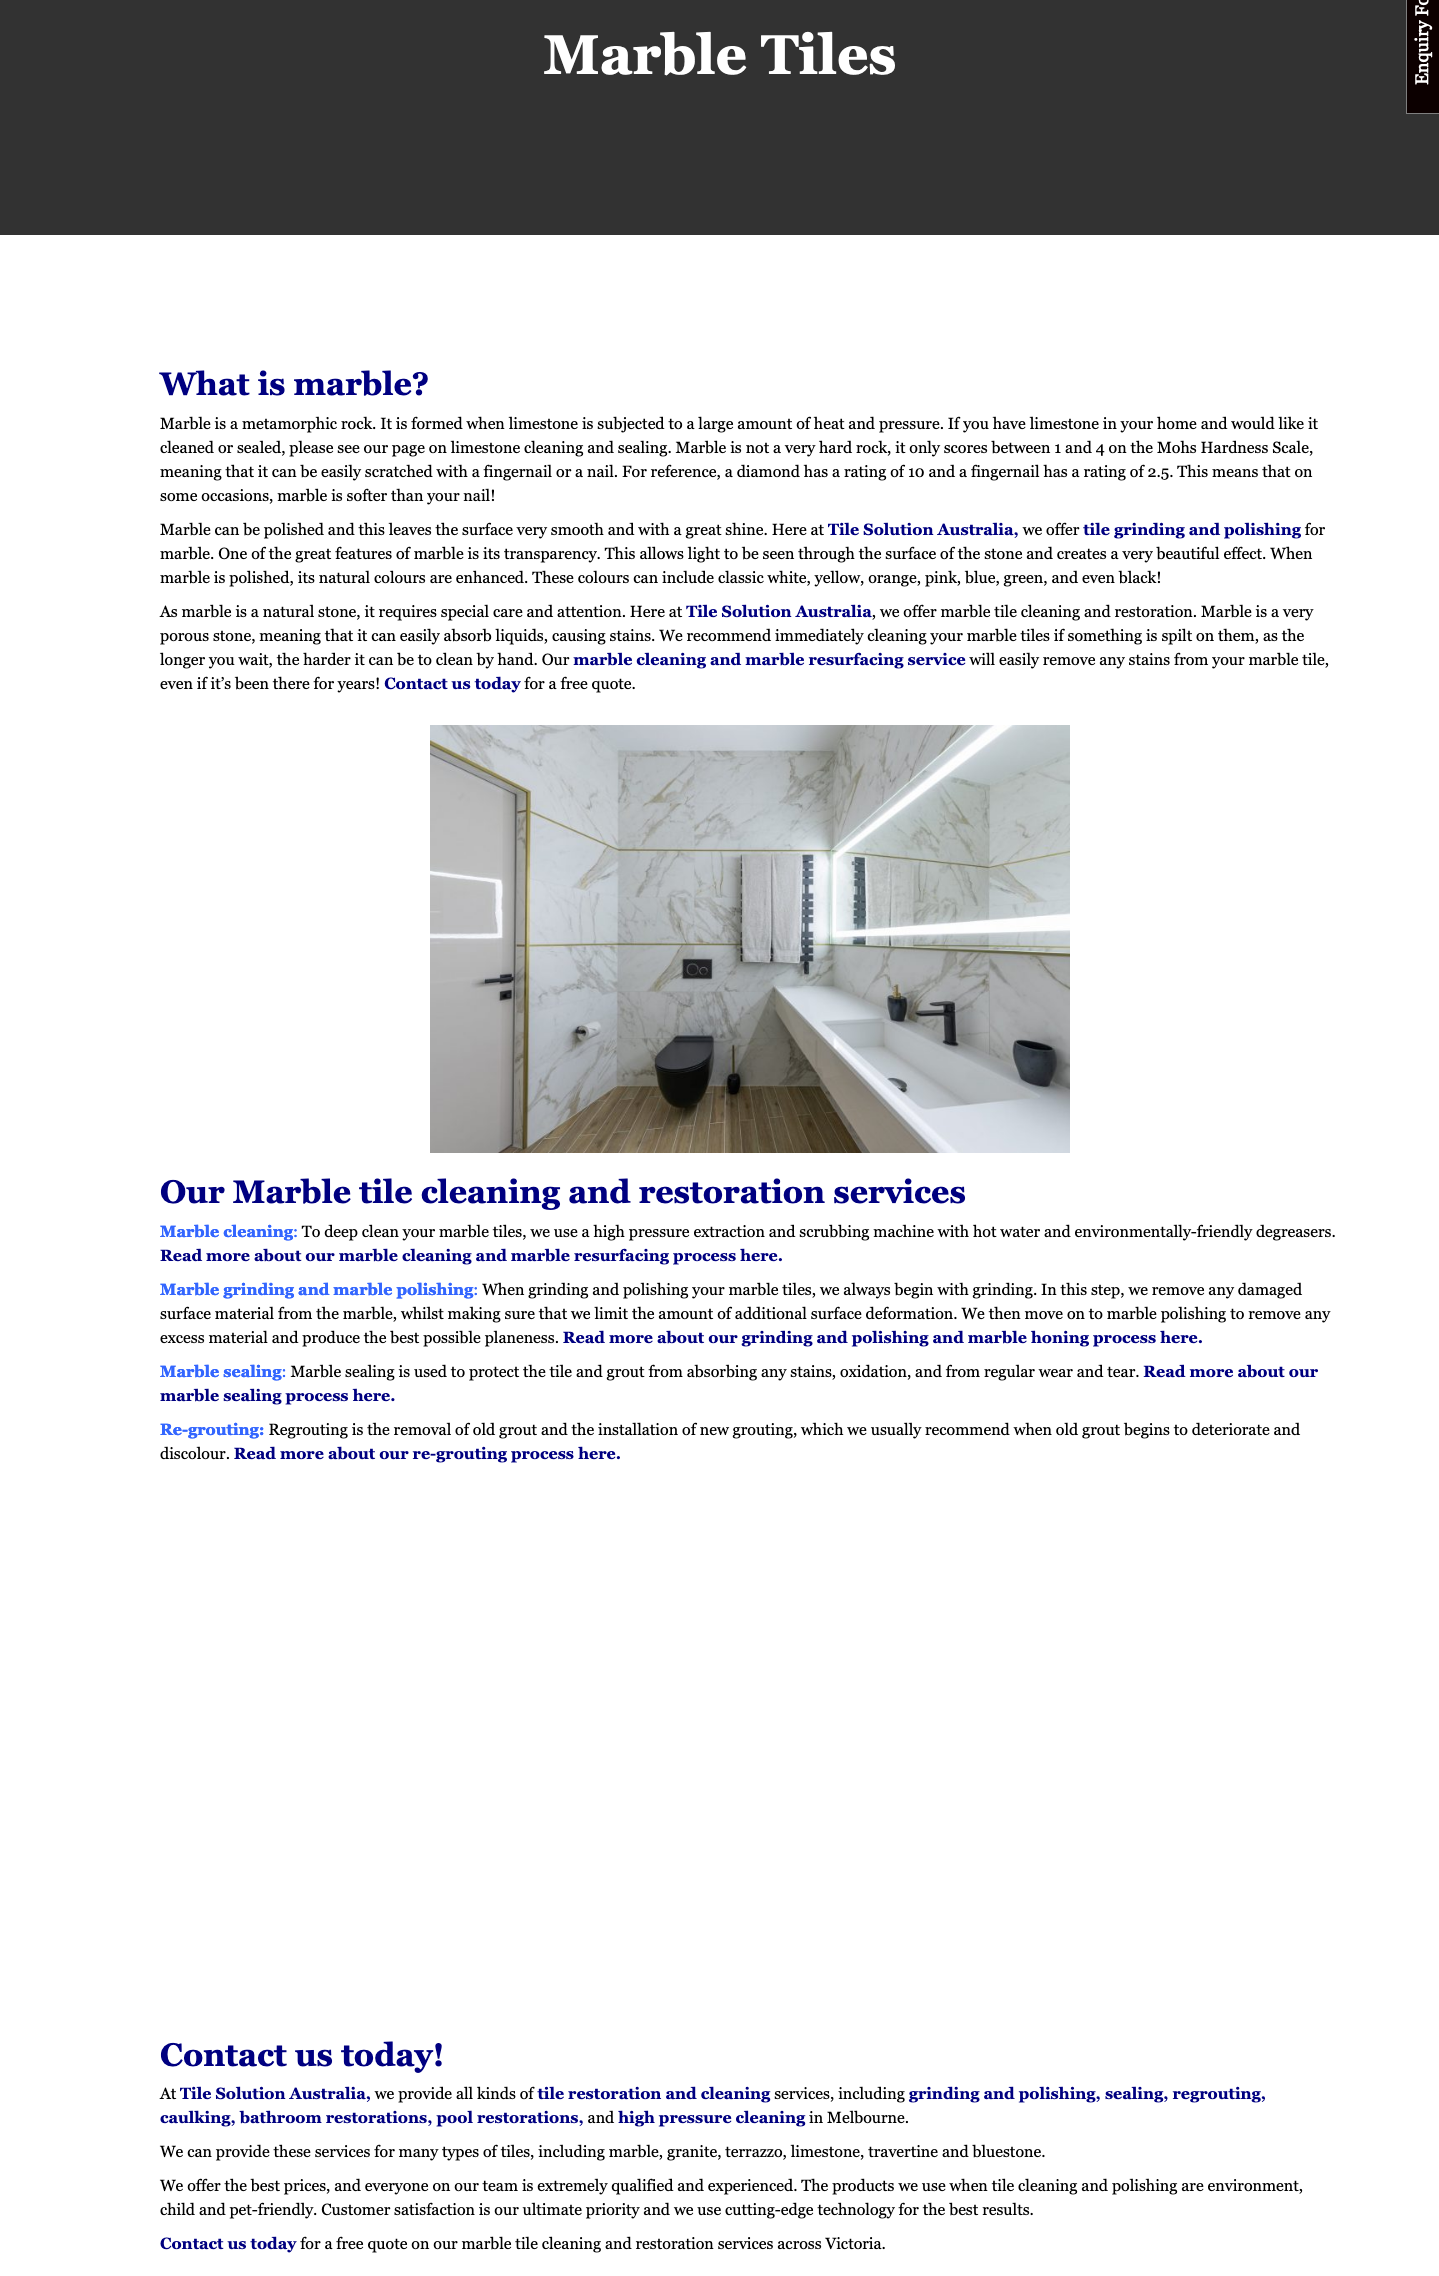 Marble Tiles
Enquiry
What is marble?
Marble is a metamorphic rock. It is formed when limestone is subjected to a large amount of heat and pressure. If you have limestone in your home and would like it
cleaned or sealed, please see our page on limestone cleaning and sealing. Marble is not a very hard rock, it only scores between 1 and 4 on the Mohs Hardness Scale,
meaning that it can be easily scratched with a fingernail or a nail. For reference, a diamond has a rating of 10 and a fingernail has a rating of 2.5. This means that on
some occasions, marble is softer than your nail!
Marble can be polished and this leaves the surface very smooth and with a great shine. Here at Tile Solution Australia, we offer tile grinding and polishing for
marble. One of the great features of marble is its transparency. This allows light to be seen through the surface of the stone and creates a very beautiful effect. When
marble is polished, its natural colours are enhanced. These colours can include classic white, yellow, orange, pink, blue, green, and even black!
As marble is a natural stone, it requires special care and attention. Here at Tile Solution Australia, we offer marble tile cleaning and restoration. Marble is a very
porous stone, meaning that it can easily absorb liquids, causing stains. We recommend immediately cleaning your marble tiles if something is spilt on them, as the
longer you wait, the harder it can be to clean by hand. Our marble cleaning and marble resurfacing service will easily remove any stains from your marble tile,
even if it’s been there for years! Contact us today for a free quote.
Our Marble tile cleaning and restoration services
Marble cleaning: To deep clean your marble tiles, we use a high pressure extraction and scrubbing machine with hot water and environmentally-friendly degreasers.
Read more about our marble cleaning and marble resurfacing process here.
Marble grinding and marble polishing: When grinding and polishing your marble tiles, we always begin with grinding. In this step, we remove any damaged
surface material from the marble, whilst making sure that we limit the amount of additional surface deformation. We then move on to marble polishing to remove any
excess material and produce the best possible planeness. Read more about our grinding and polishing and marble honing process here.
Marble sealing: Marble sealing is used to protect the tile and grout from absorbing any stains, oxidation, and from regular wear and tear. Read more about our
marble sealing process here.
Re-grouting: Regrouting is the removal of old grout and the installation of new grouting, which we usually recommend when old grout begins to deteriorate and
discolour. Read more about our re-grouting process here.
Contact us today!
At Tile Solution Australia, we provide all kinds of tile restoration and cleaning services, including grinding and polishing, sealing, regrouting,
caulking, bathroom restorations, pool restorations, and high pressure cleaning in Melbourne.
We can provide these services for many types of tiles, including marble, granite, terrazzo, limestone, travertine and bluestone.
We offer the best prices, and everyone on our team is extremely qualified and experienced. The products we use when tile cleaning and polishing are environment,
child and pet-friendly. Customer satisfaction is our ultimate priority and we use cutting-edge technology for the best results.
Contact us today for a free quote on our marble tile cleaning and restoration services across Victoria.